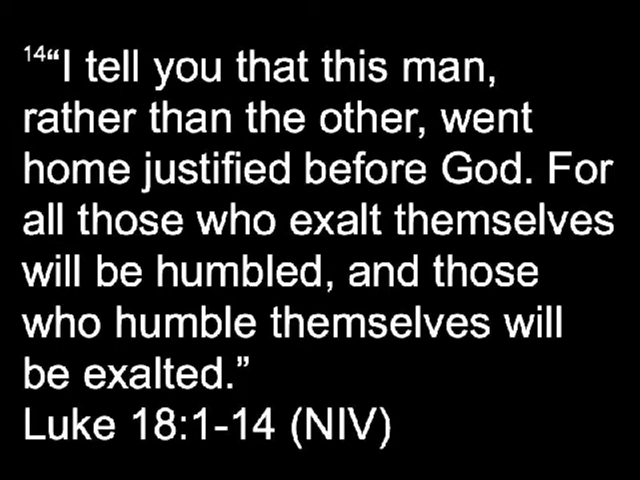 14“I tell you that this man,
rather than the other, went
home justified before God. For
all those who exalt themselves
will be humbled, and those
who humble themselves will
be exalted.”
Luke 18:1-14 (NIV)